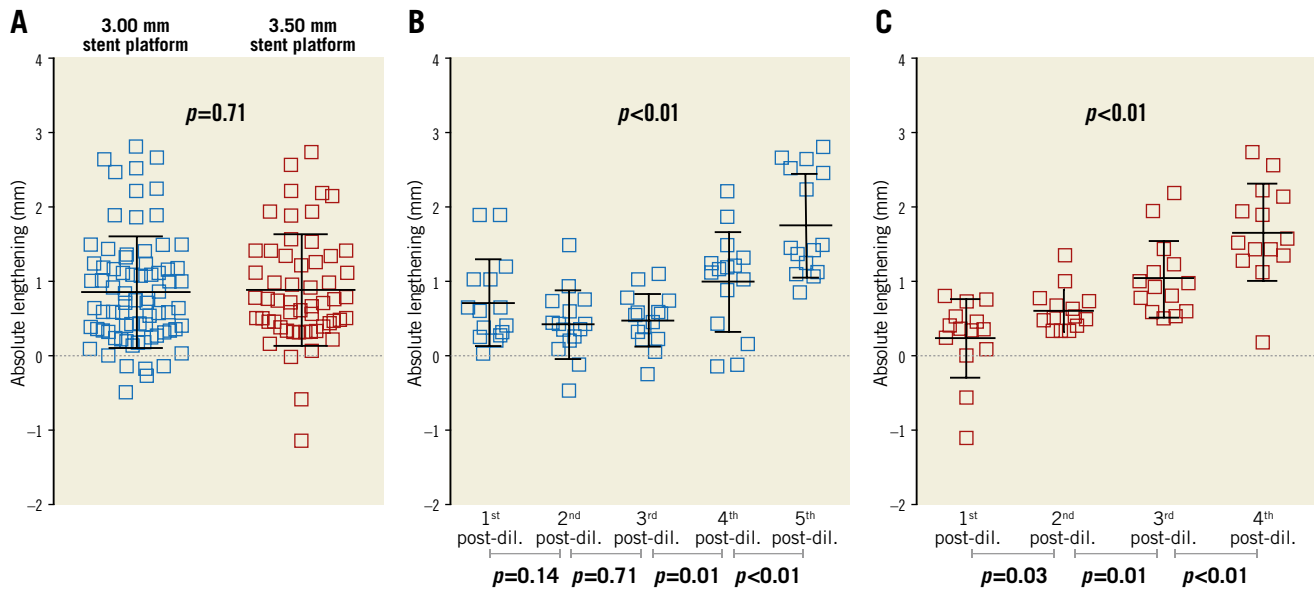 A
3.00 mm
stent platform
3.50 mm
stent platform
Absolute lengthening (mm)
4
3
2
1
0
–1
–2
p=0.71
B
Absolute lengthening (mm)
4
3
2
1
0
–1
–2
p<0.01
1st
post-dil.
2nd
post-dil.
3rd
post-dil.
4th
post-dil.
5th
post-dil.
p=0.14
p=0.71
p=0.01
p<0.01
C
Absolute lengthening (mm)
4
3
2
1
0
–1
–2
p<0.01
1st
post-dil.
2nd
post-dil.
3rd
post-dil.
4th
post-dil.
p=0.03
p=0.01
p<0.01